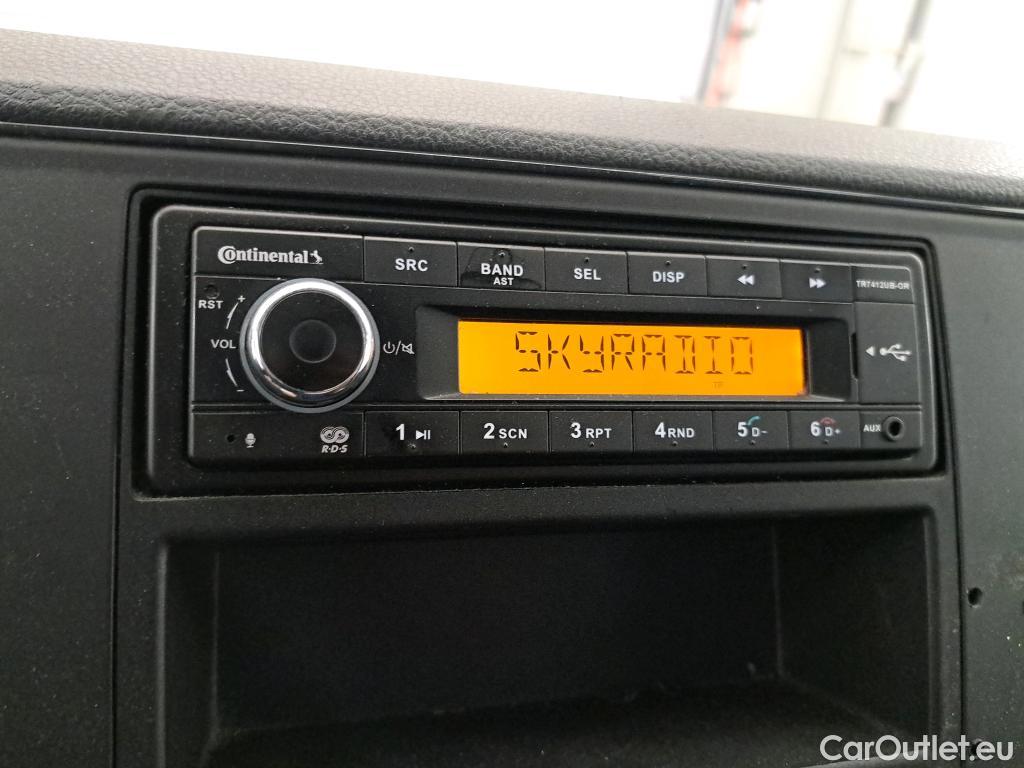 Continental
SRC
BAND
AST
SEL
DISP
TR7412UB-OR
RST
+
VOL
-
SKYRADIO
TP
R·D·S
1
2 SCN
3 RPT
4 RND
5 D-
6 D+
AUX
CarOutlet.eu